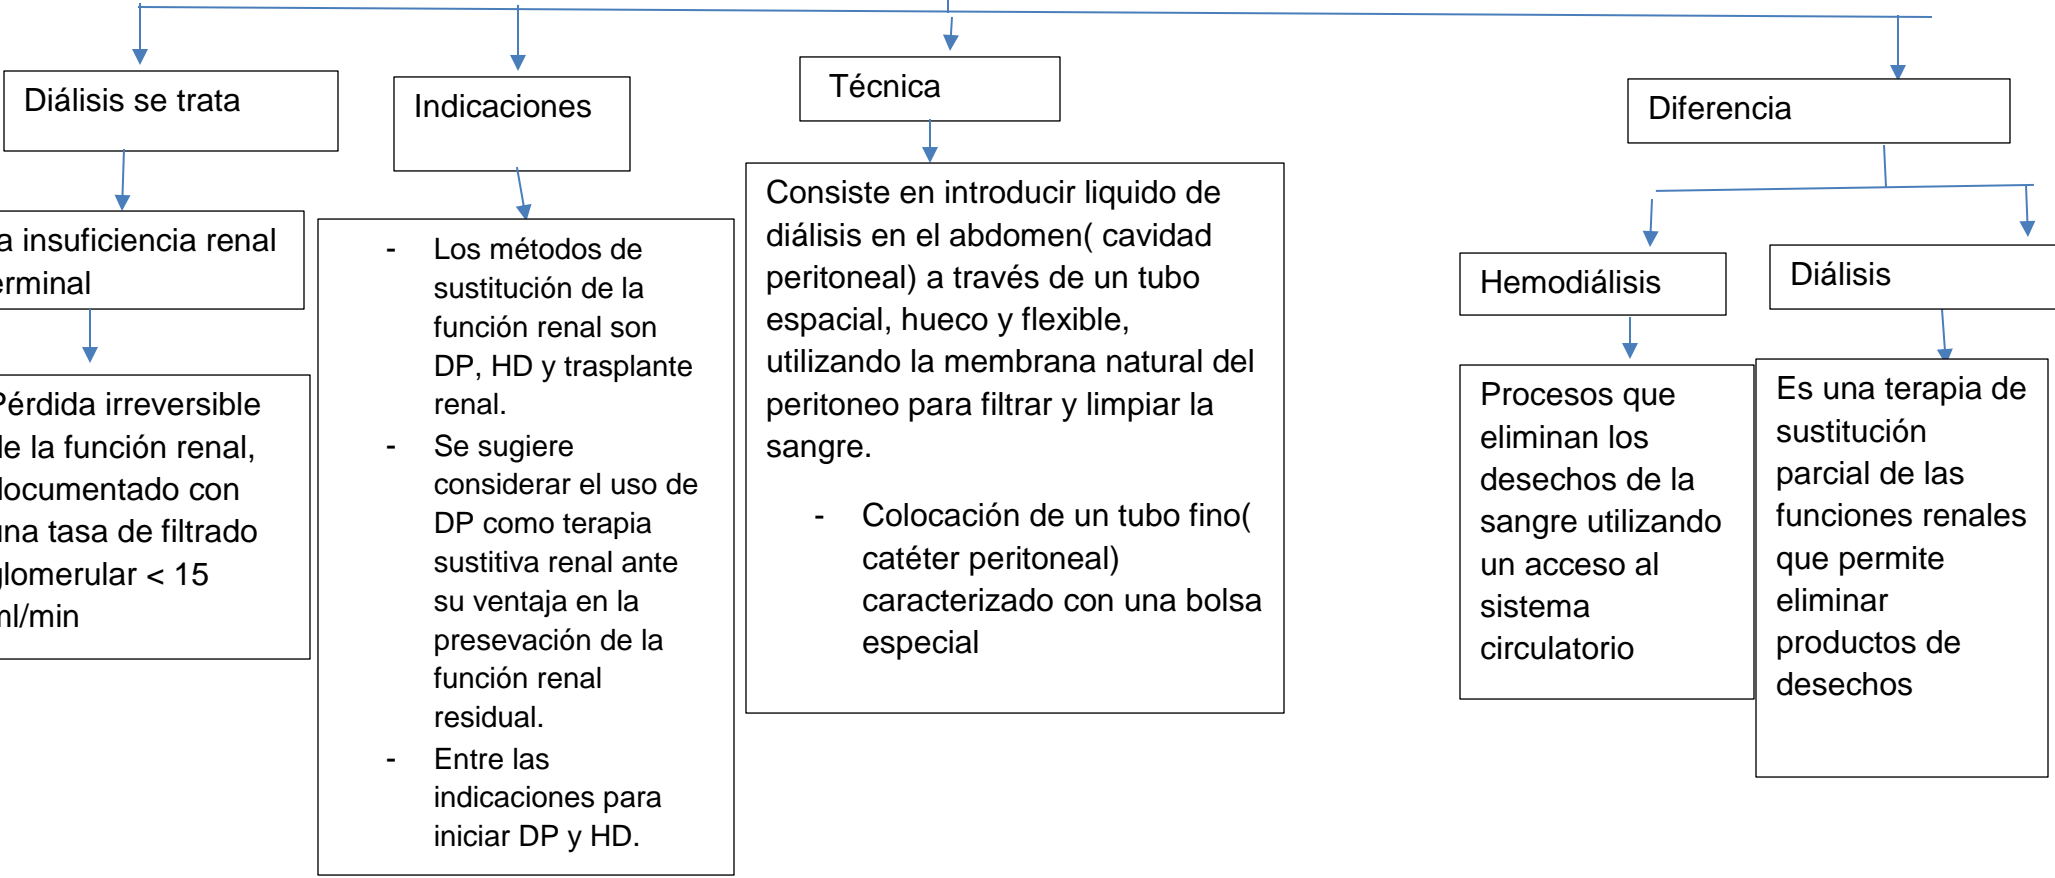 Diálisis se trata
a insuficiencia renal
erminal
Pérdida irreversible
de la función renal,
documentado con
una tasa de filtrado
glomerular < 15
ml/min
Indicaciones
- Los métodos de
sustitución de la
función renal son
DP, HD y trasplante
renal.
- Se sugiere
considerar el uso de
DP como terapia
sustitiva renal ante
su ventaja en la
presevación de la
función renal
residual.
- Entre las
indicaciones para
iniciar DP y HD.
Técnica
Consiste en introducir liquido de
diálisis en el abdomen( cavidad
peritoneal) a través de un tubo
espacial, hueco y flexible,
utilizando la membrana natural del
peritoneo para filtrar y limpiar la
sangre.
- Colocación de un tubo fino(
catéter peritoneal)
caracterizado con una bolsa
especial
Diferencia
Hemodiálisis
Procesos que
eliminan los
desechos de la
sangre utilizando
un acceso al
sistema
circulatorio
Diálisis
Es una terapia de
sustitución
parcial de las
funciones renales
que permite
eliminar
productos de
desechos